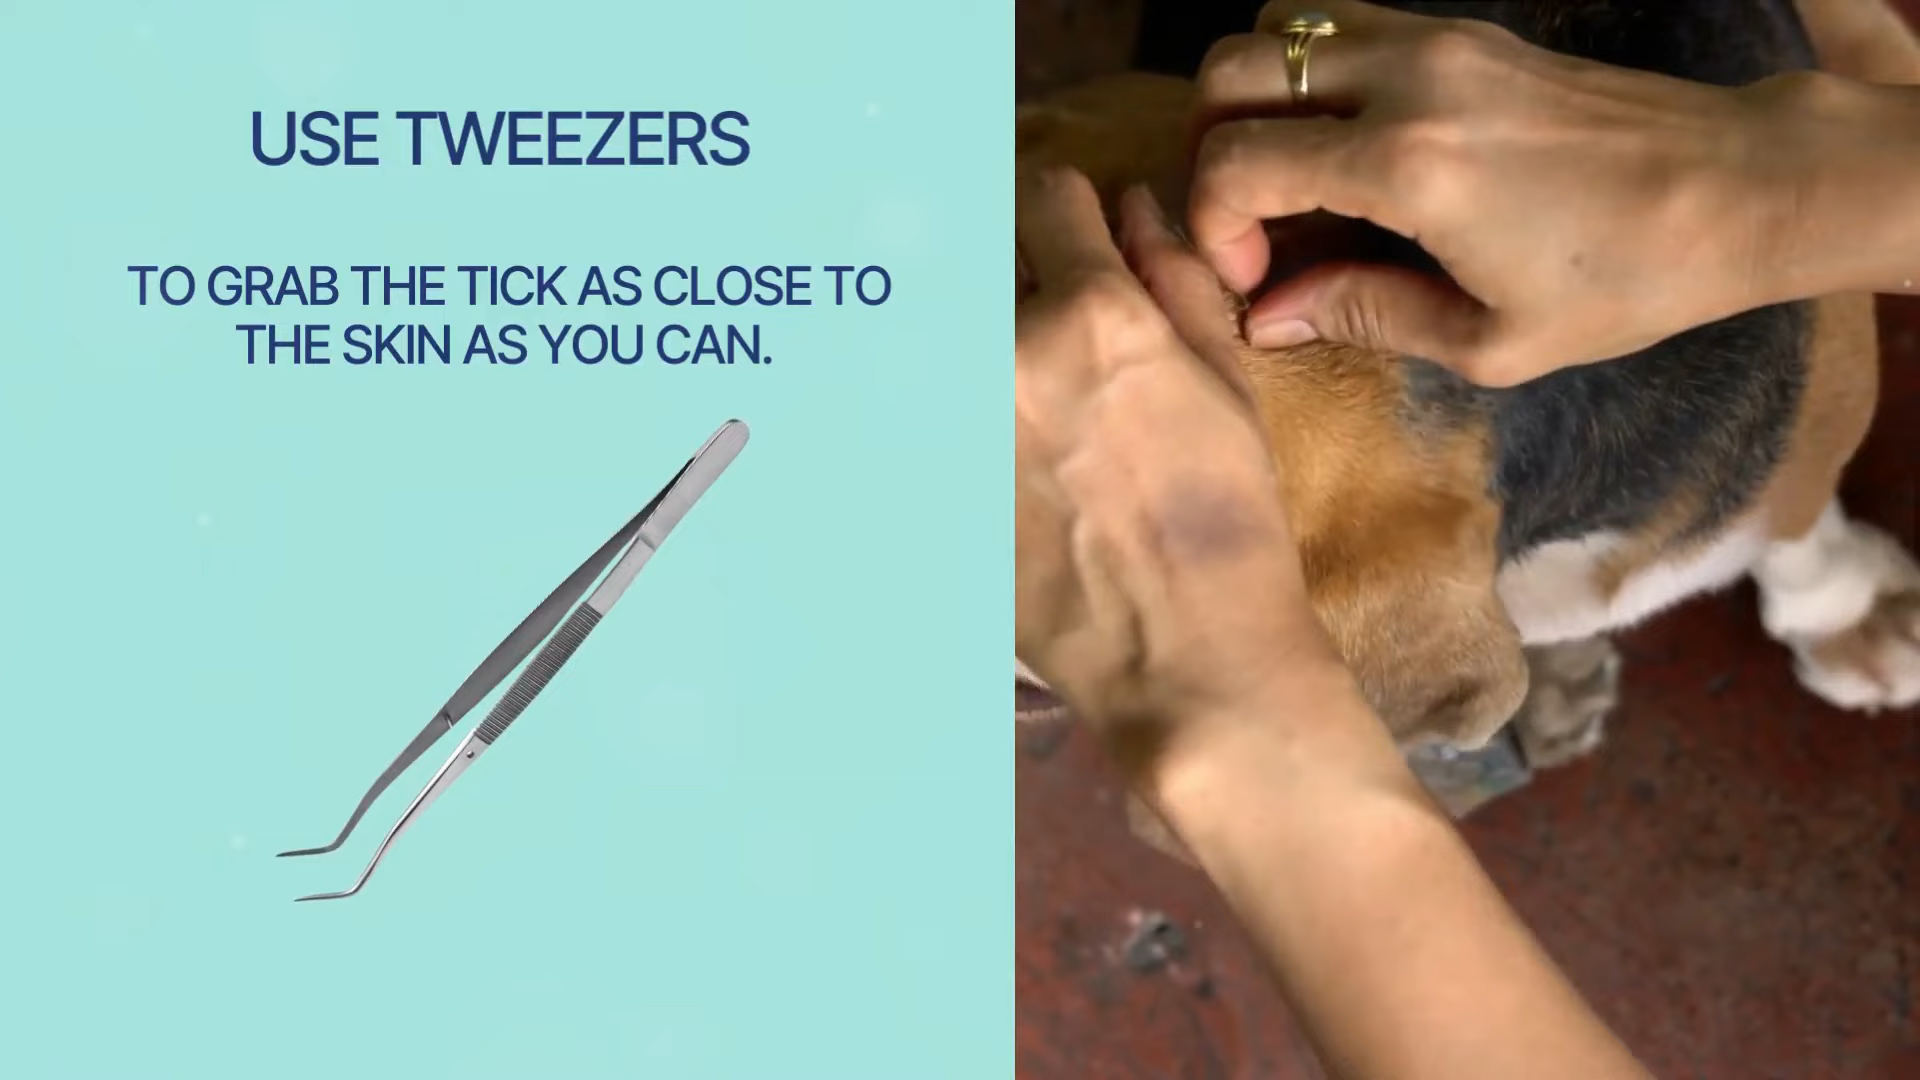 USE TWEEZERS
TO GRAB THE TICK AS CLOSE TO
THE SKIN AS YOU CAN.